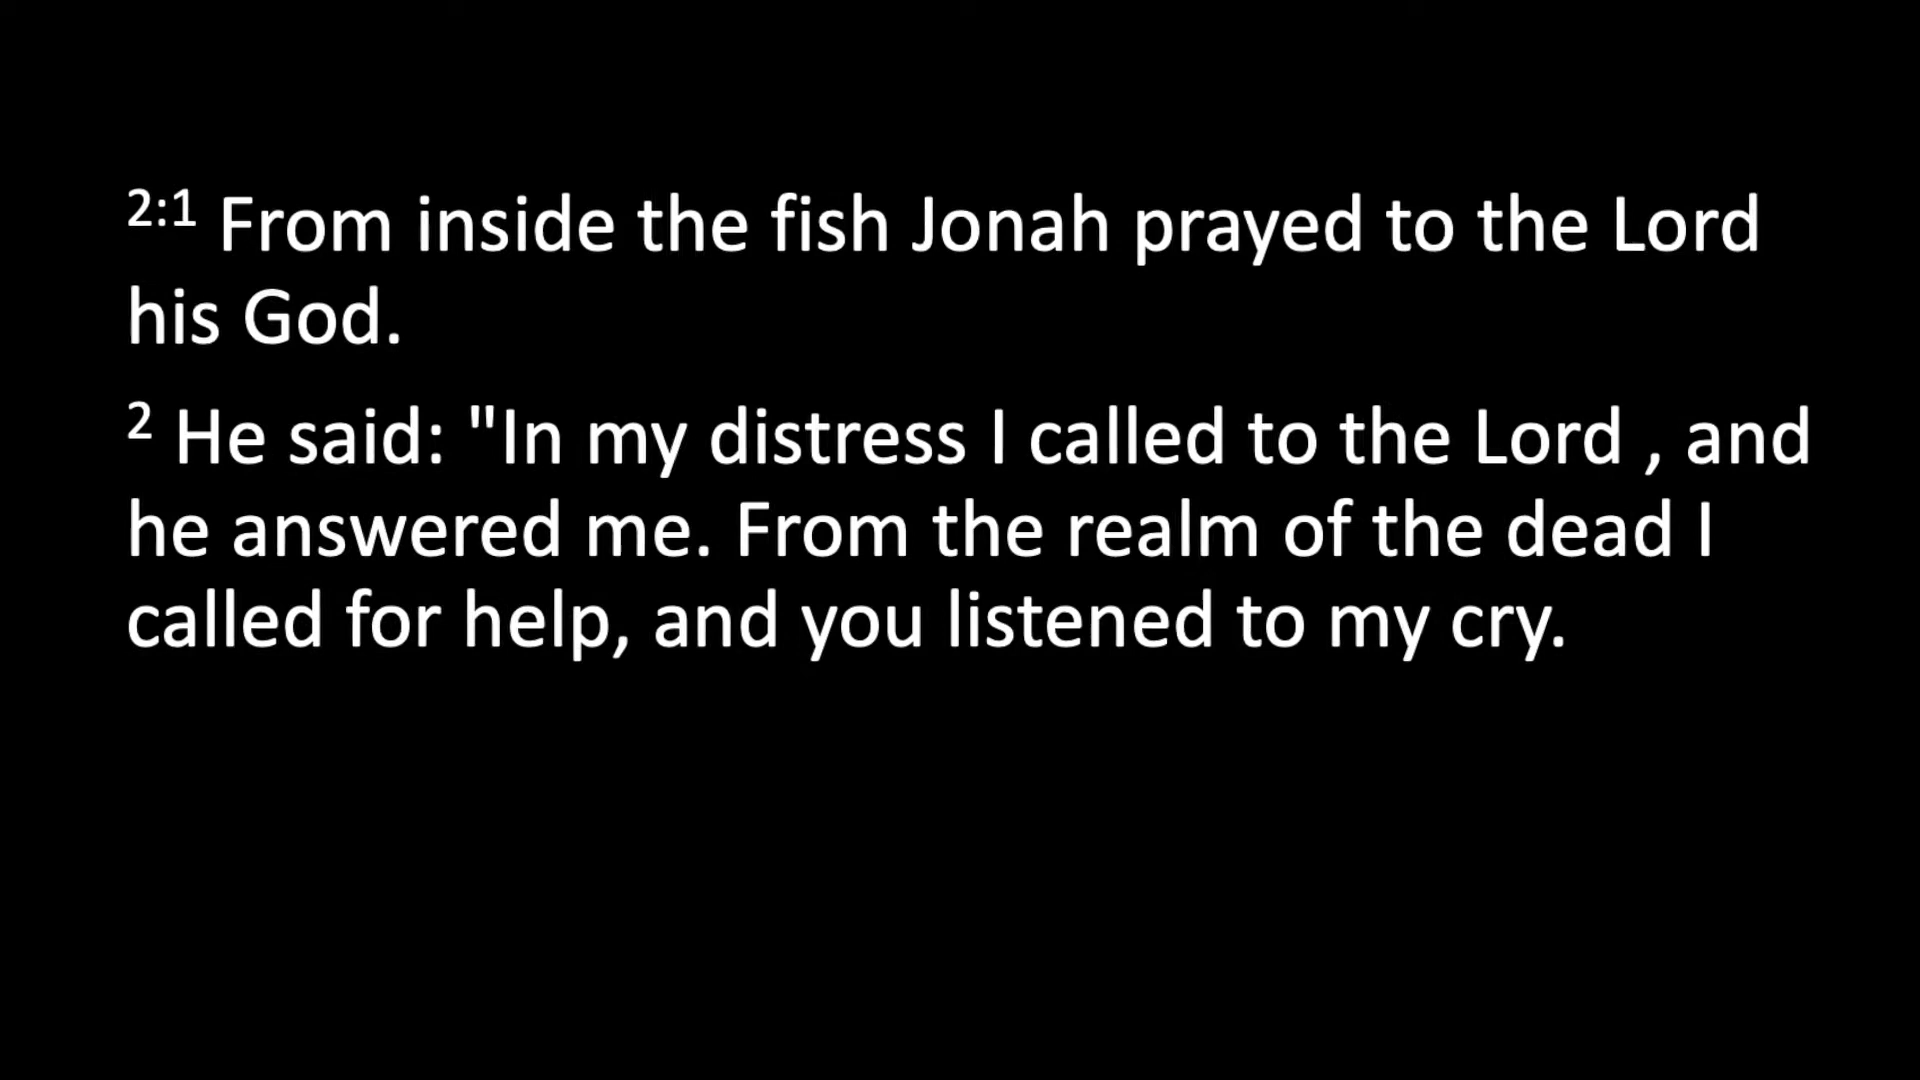 2:1 From inside the fish Jonah prayed to the Lord
his God.
2 He said: "In my distress I called to the Lord , and
he answered me. From the realm of the dead I
called for help, and you listened to my cry.